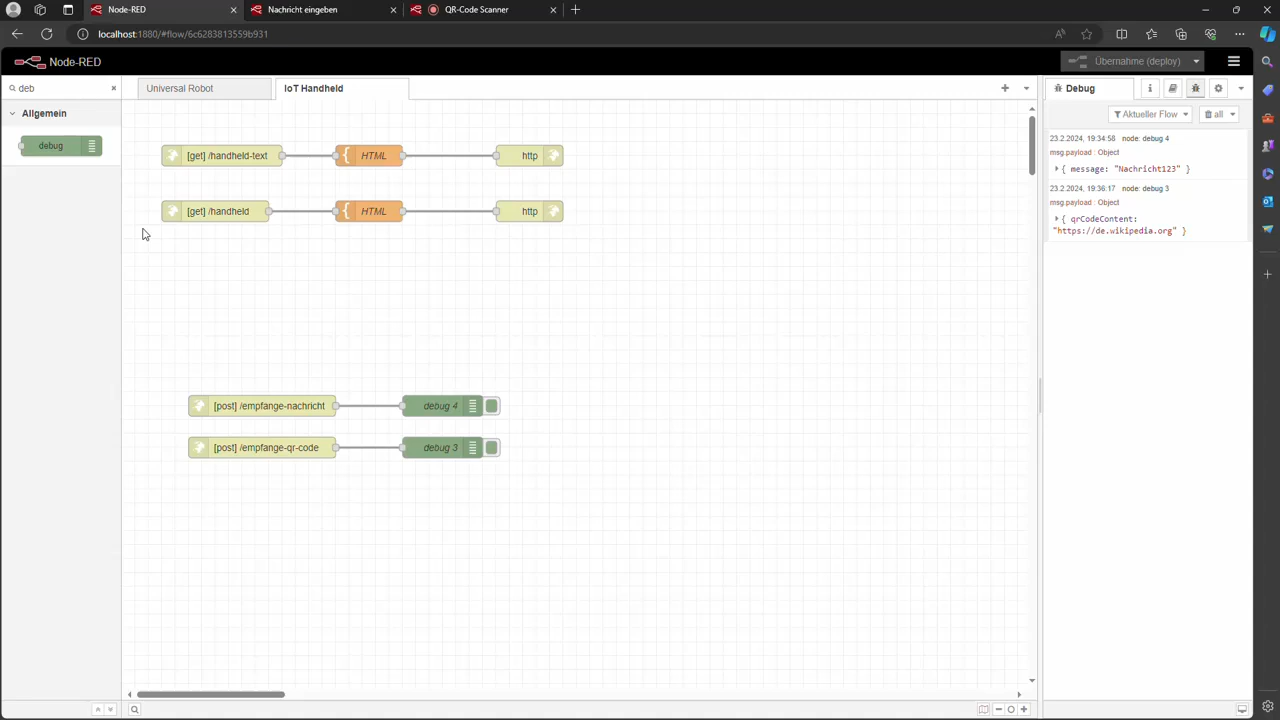 Node-RED
Nachricht eingeben
QR-Code Scanner
localhost:1880/#flow/6c6283813559b931
Node-RED
Übernahme (deploy)
deb
Universal Robot
IoT Handheld
Debug
Allgemein
Aktueller Flow
all
debug
[get] /handheld-text
HTML
http
[get] /handheld
HTML
http
[post] /empfange-nachricht
debug 4
[post] /empfange-qr-code
debug 3
23.2.2024, 19:34:58 node: debug 4
msg.payload : Object
{ message: "Nachricht123" }
23.2.2024, 19:36:17 node: debug 3
msg.payload : Object
{ qrCodeContent:
"https://de.wikipedia.org" }